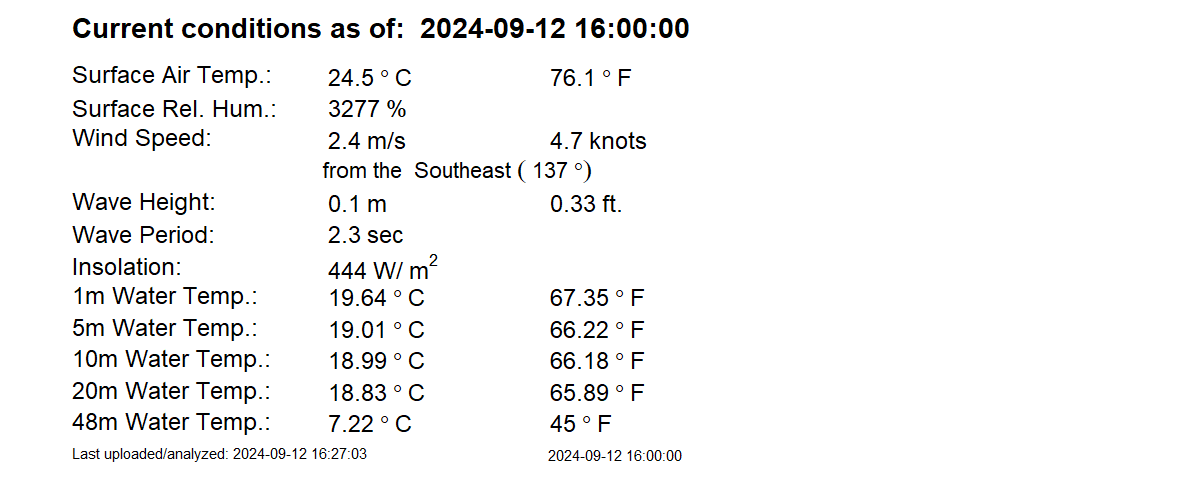 Current conditions as of: 2024-09-12 16:00:00
Surface Air Temp.: 24.5 ° C 76.1 ° F
Surface Rel. Hum.: 3277 %
Wind Speed: 2.4 m/s 4.7 knots
from the Southeast ( 137 °)
Wave Height: 0.1 m 0.33 ft.
Wave Period: 2.3 sec
Insolation: 444 W/ m²
1m Water Temp.: 19.64 ° C 67.35 ° F
5m Water Temp.: 19.01 ° C 66.22 ° F
10m Water Temp.: 18.99 ° C 66.18 ° F
20m Water Temp.: 18.83 ° C 65.89 ° F
48m Water Temp.: 7.22 ° C 45 ° F
Last uploaded/analyzed: 2024-09-12 16:27:03 2024-09-12 16:00:00